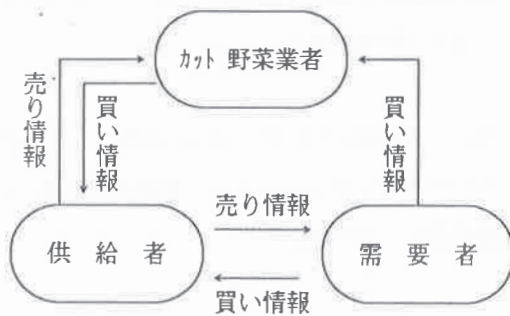 ｶｯﾄ 野菜業者
売り情報
買い情報
買い情報
売り情報
供 給 者
需 要 者
買い情報